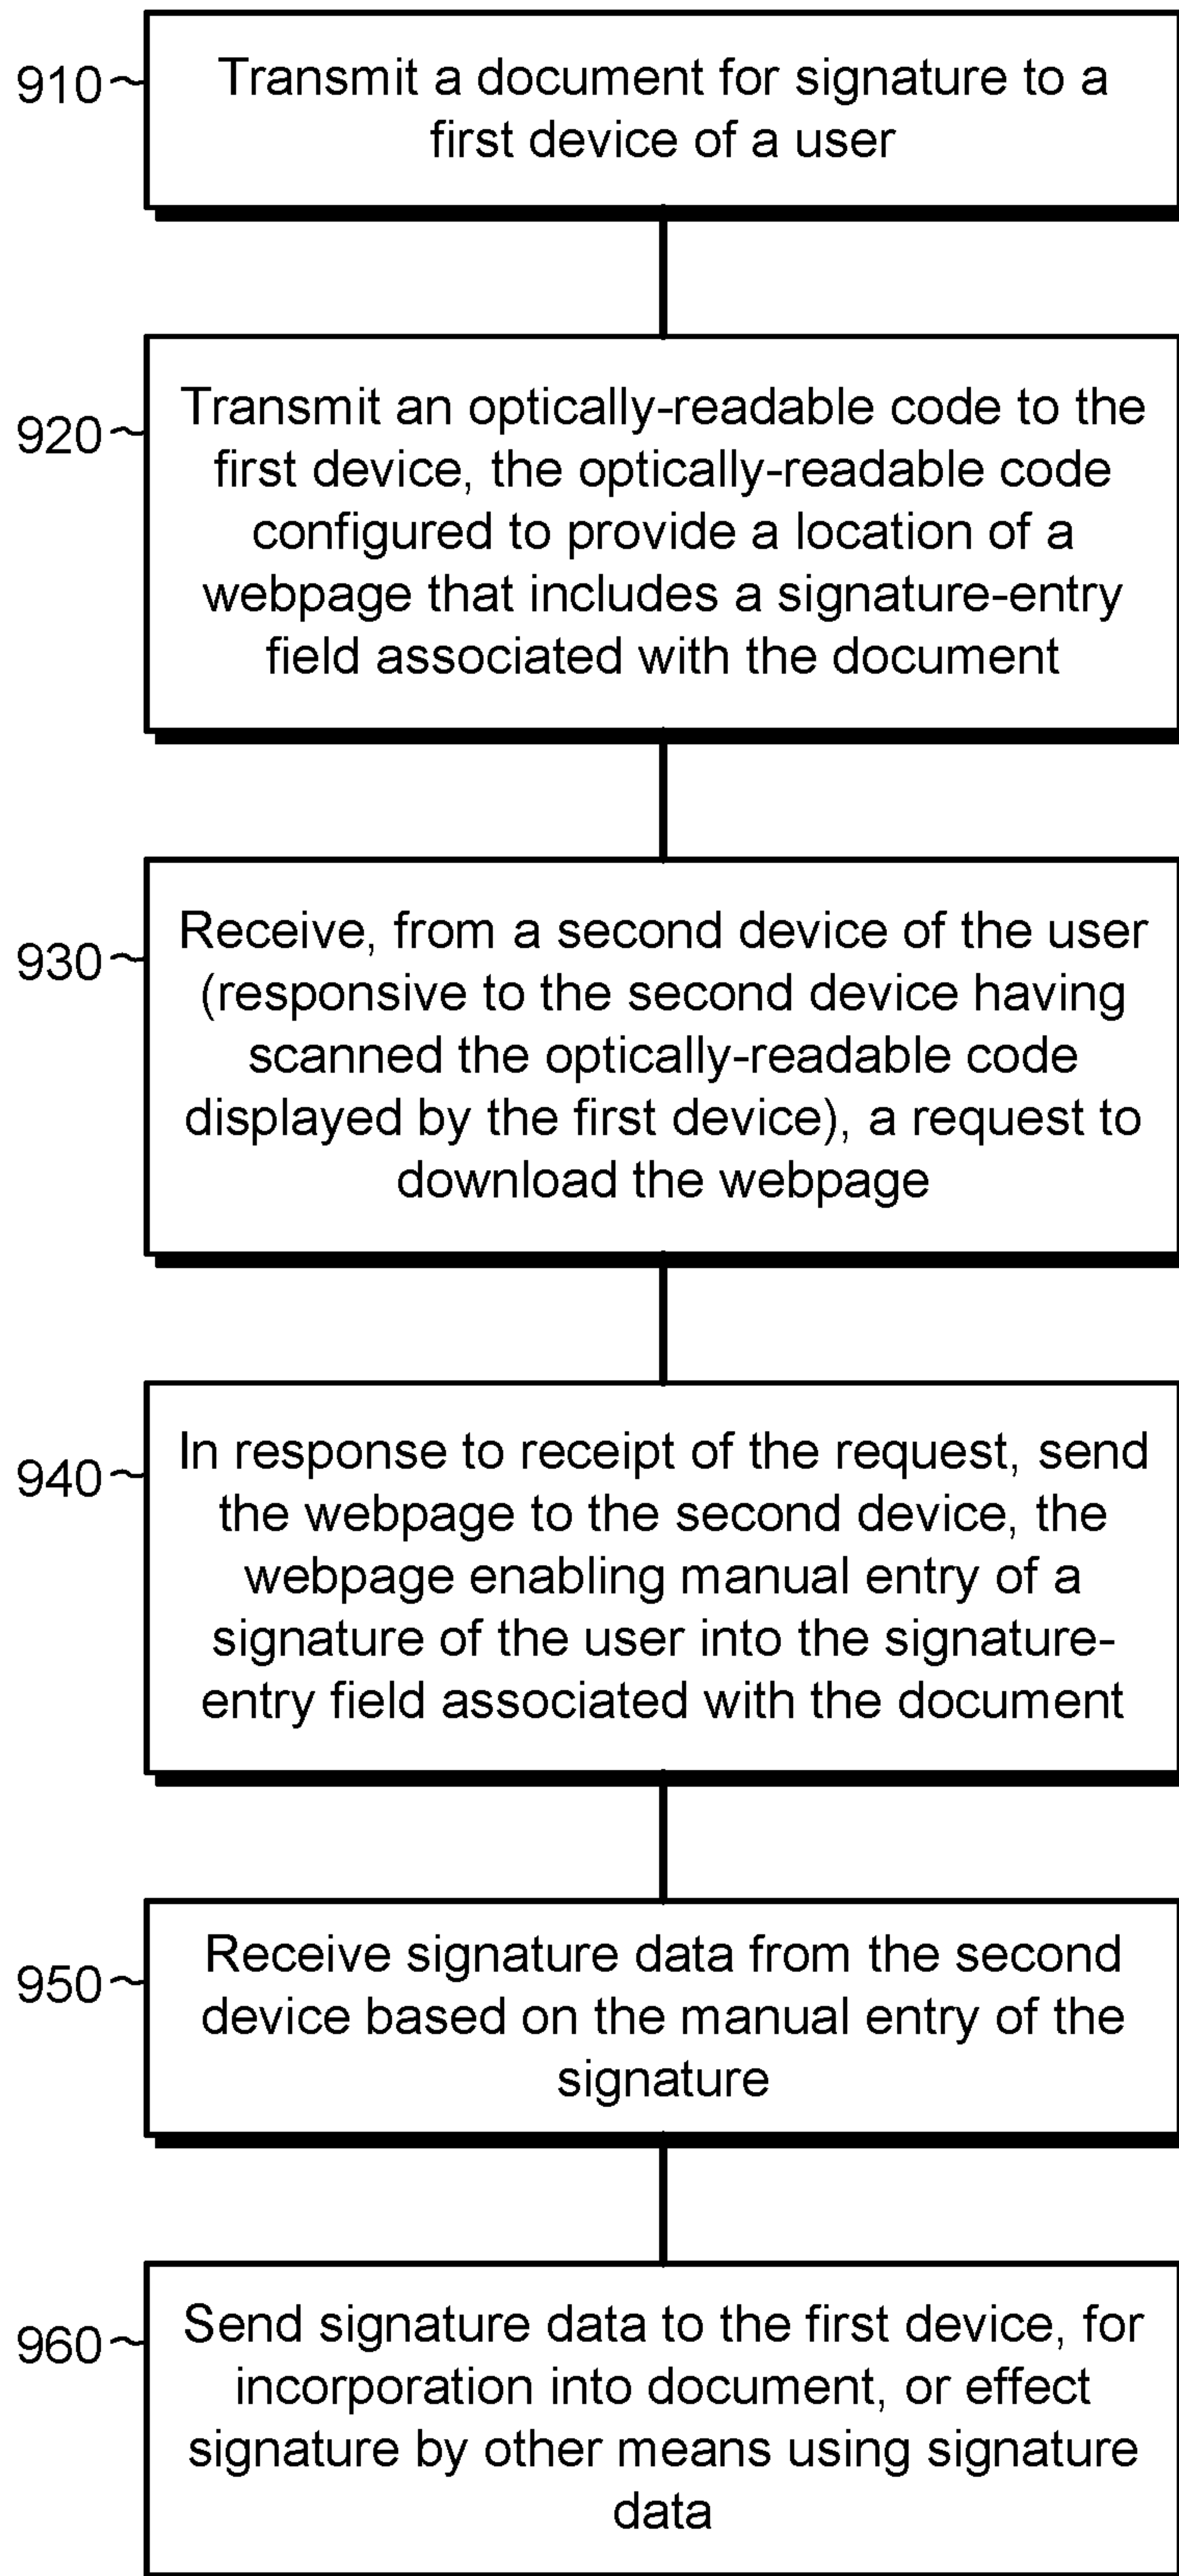 910
Transmit a document for signature to a
first device of a user
920
Transmit an optically-readable code to the
first device, the optically-readable code
configured to provide a location of a
webpage that includes a signature-entry
field associated with the document
930
Receive, from a second device of the user
(responsive to the second device having
scanned the optically-readable code
displayed by the first device), a request to
download the webpage
940
In response to receipt of the request, send
the webpage to the second device, the
webpage enabling manual entry of a
signature of the user into the signature-
entry field associated with the document
950
Receive signature data from the second
device based on the manual entry of the
signature
960
Send signature data to the first device, for
incorporation into document, or effect
signature by other means using signature
data